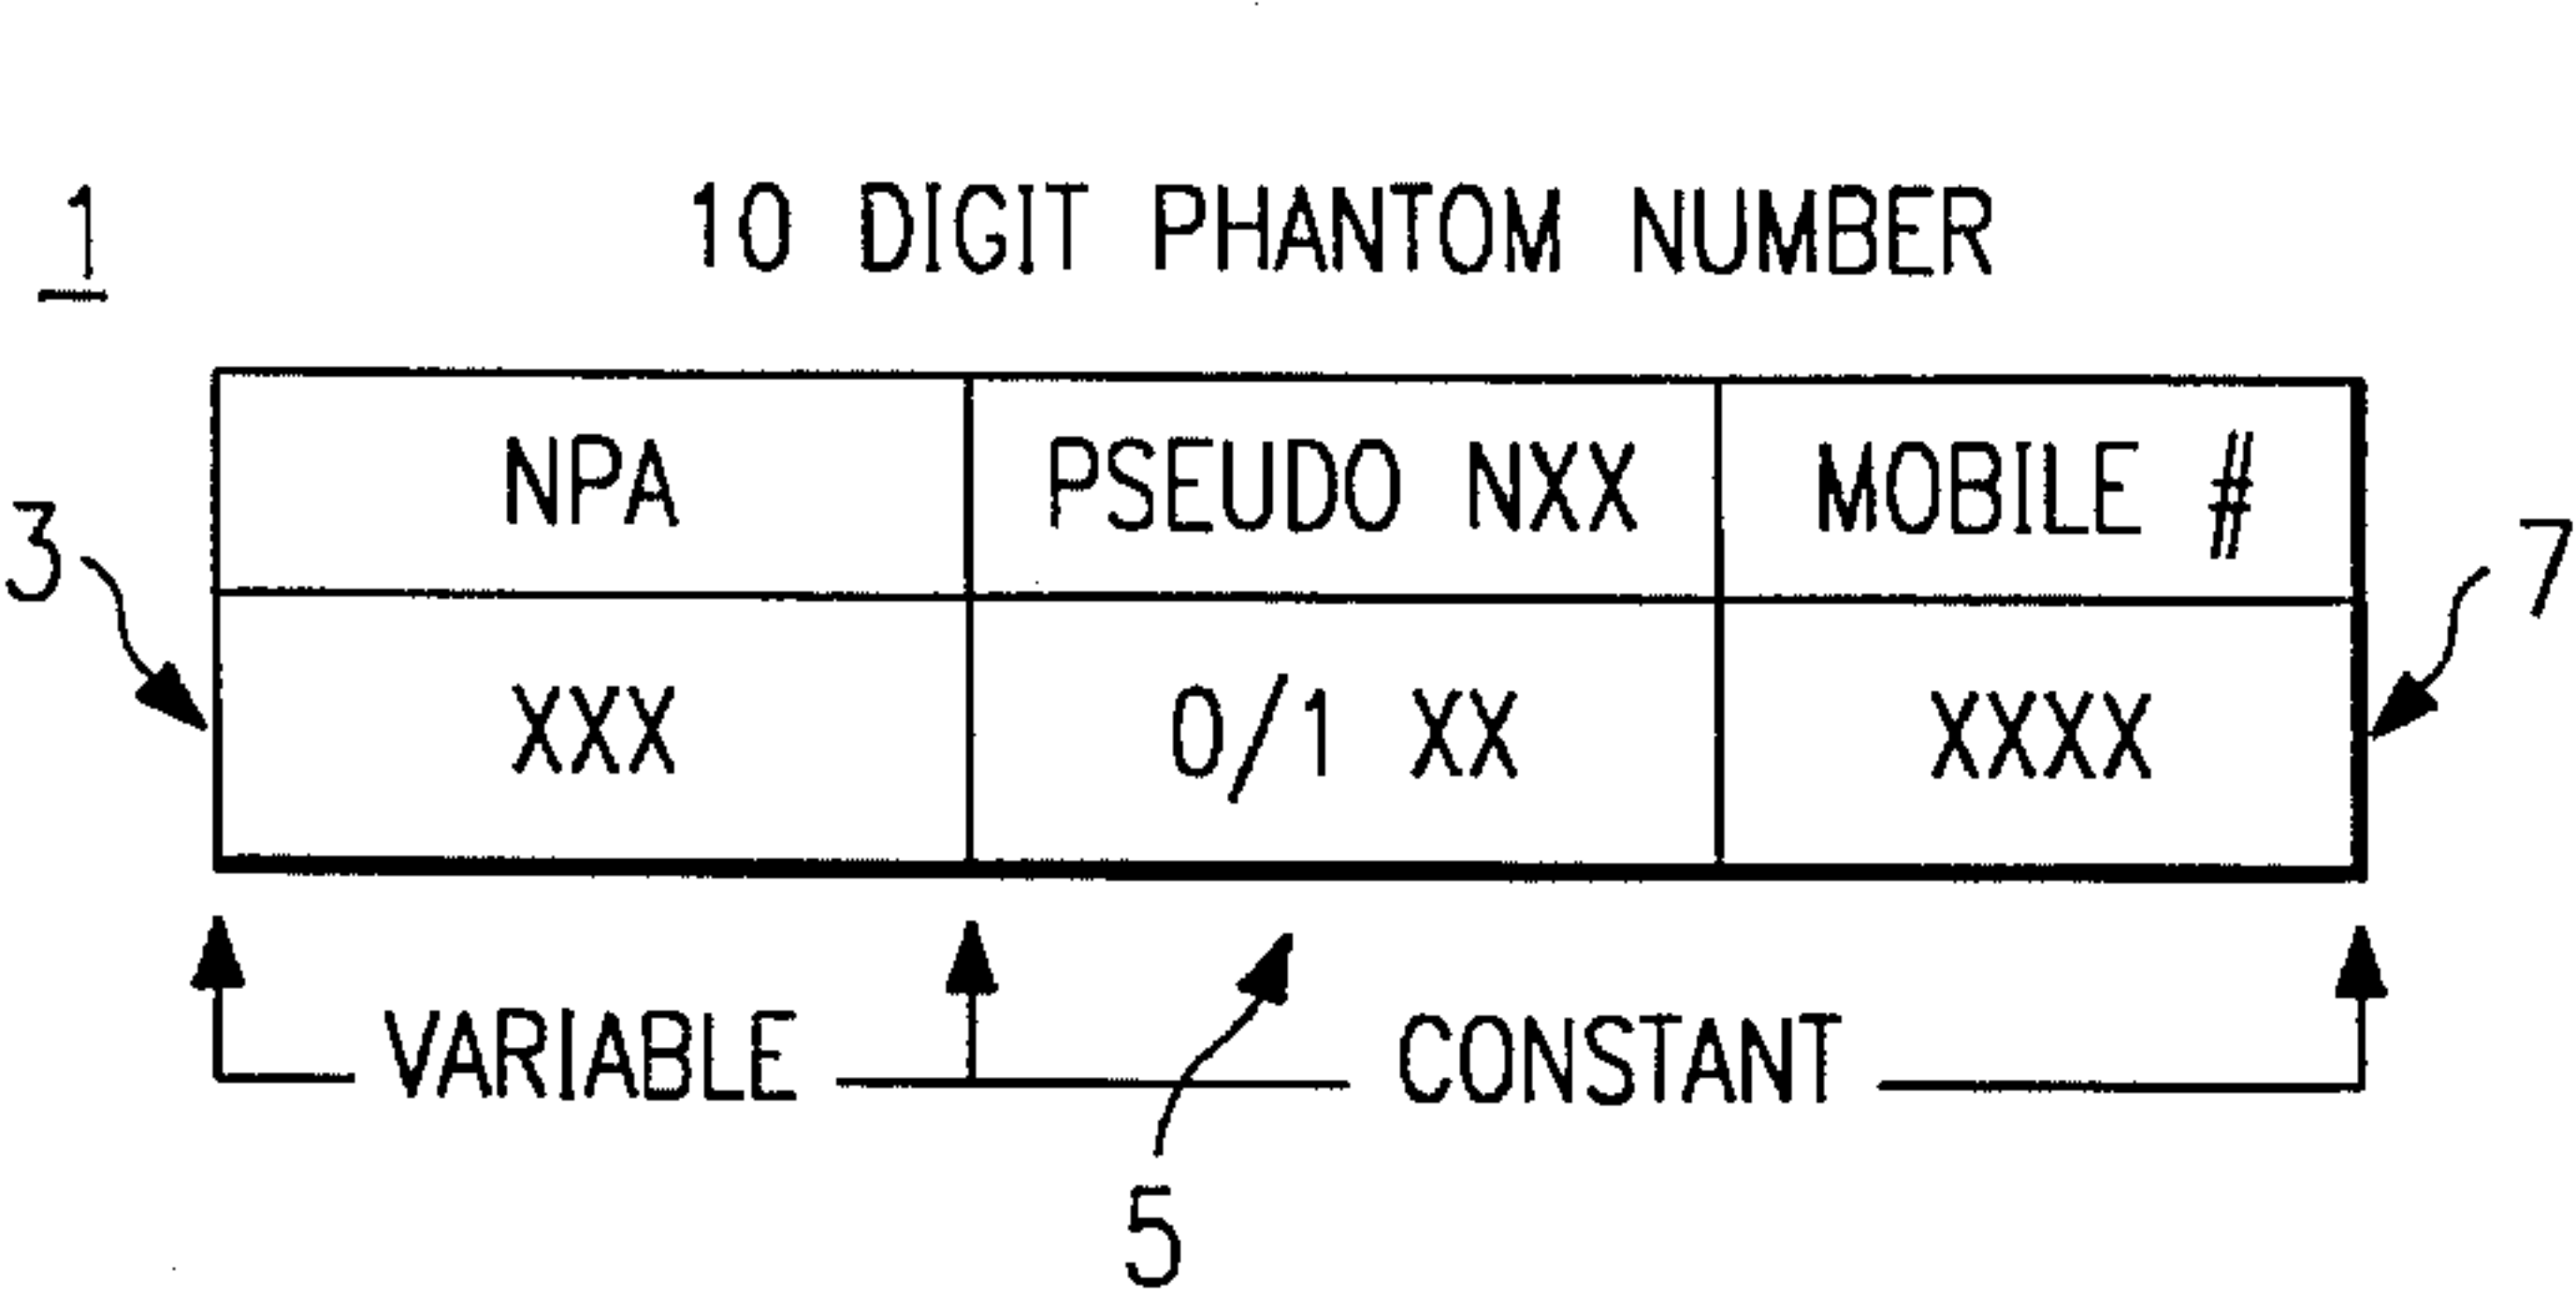 1 10 DIGIT PHANTOM NUMBER
NPA PSEUDO NXX MOBILE #
3 7
XXX 0/1 XX XXXX
VARIABLE CONSTANT
5